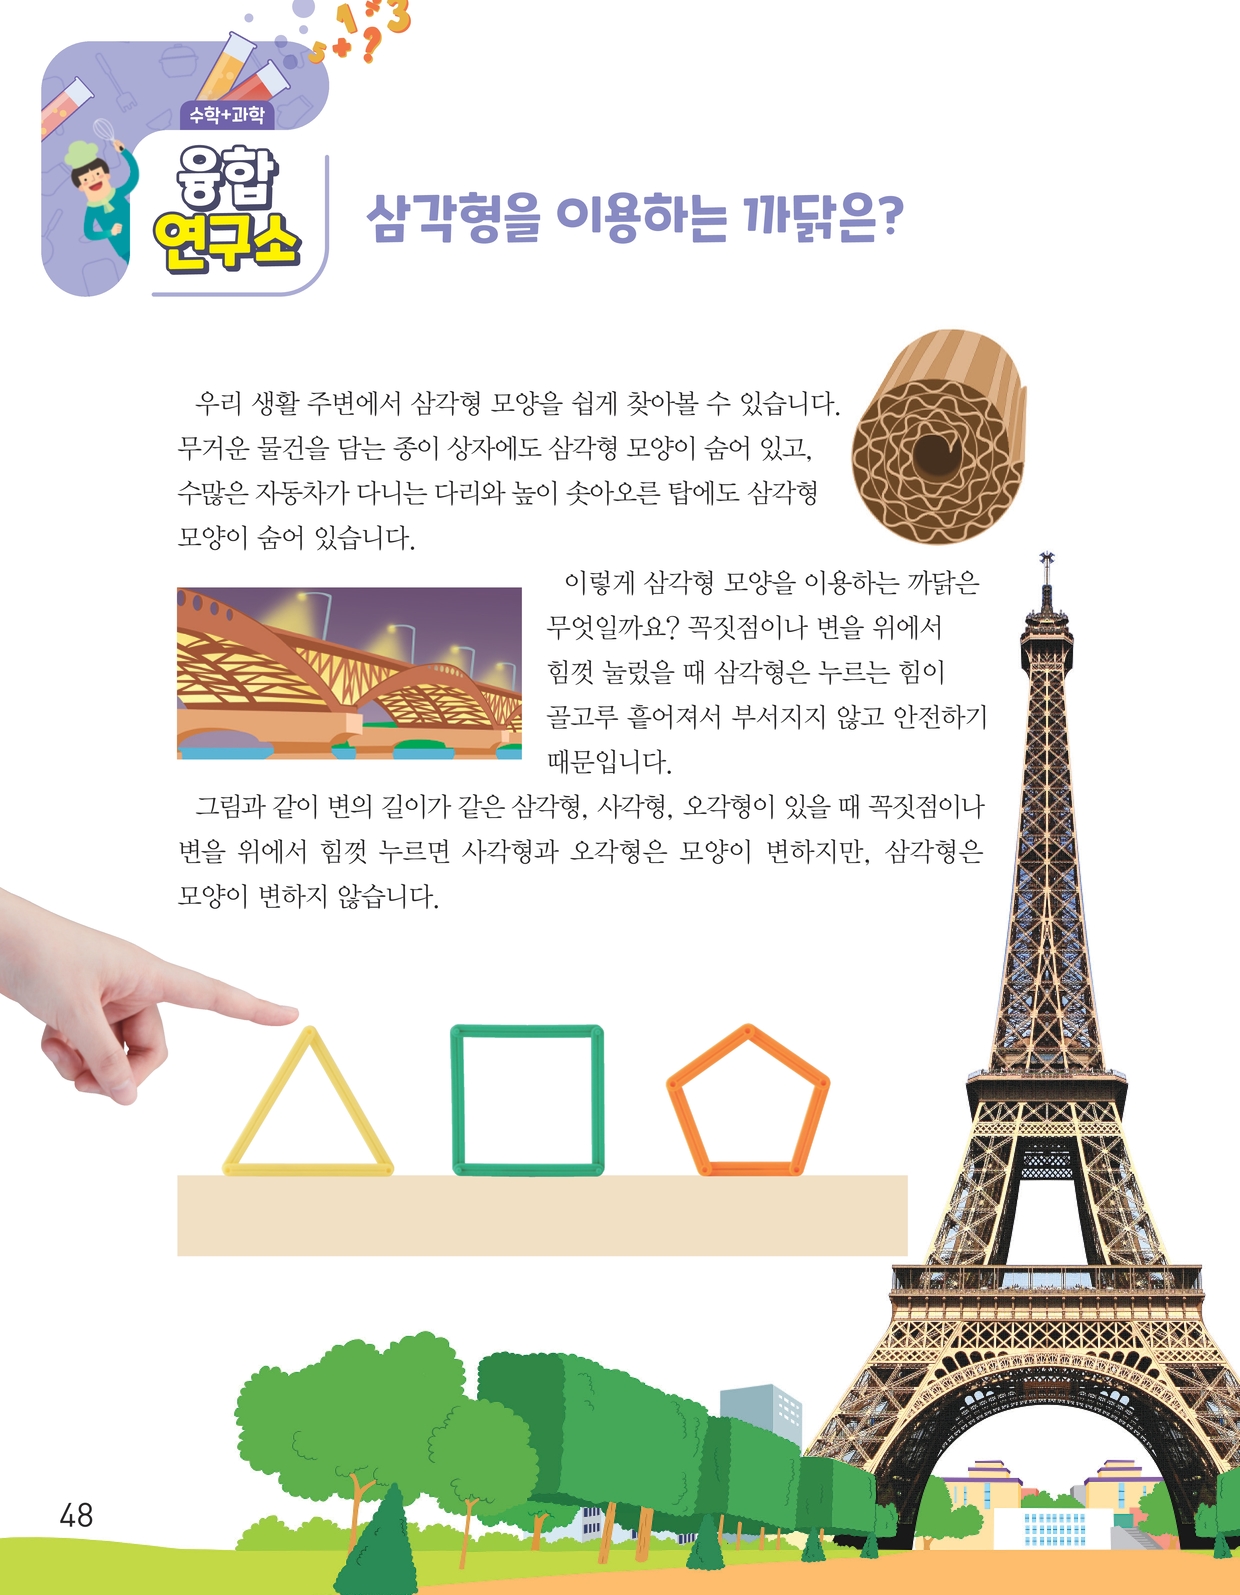 1 * 3
5 + ?
수학+과학
융합
연구소
삼각형을 이용하는 까닭은?
우리 생활 주변에서 삼각형 모양을 쉽게 찾아볼 수 있습니다.
무거운 물건을 담는 종이 상자에도 삼각형 모양이 숨어 있고,
수많은 자동차가 다니는 다리와 높이 솟아오른 탑에도 삼각형
모양이 숨어 있습니다.
이렇게 삼각형 모양을 이용하는 까닭은
무엇일까요? 꼭짓점이나 변을 위에서
힘껏 눌렀을 때 삼각형은 누르는 힘이
골고루 흩어져서 부서지지 않고 안전하기
때문입니다.
그림과 같이 변의 길이가 같은 삼각형, 사각형, 오각형이 있을 때 꼭짓점이나
변을 위에서 힘껏 누르면 사각형과 오각형은 모양이 변하지만, 삼각형은
모양이 변하지 않습니다.
48